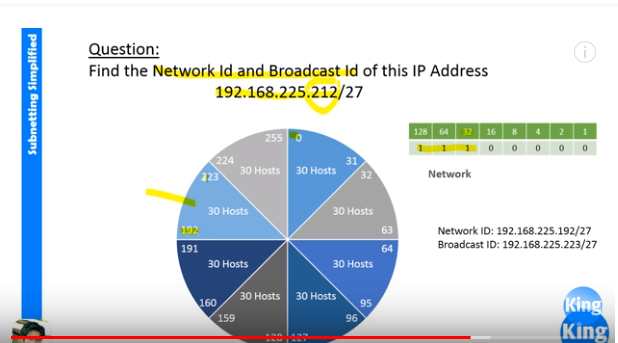 Subnetting Simplified
Question:
Find the Network Id and Broadcast Id of this IP Address
192.168.225.212/27
i
255 0
224 31
30 Hosts 30 Hosts
223 32
30 Hosts 30 Hosts
192 63
191 64
30 Hosts 30 Hosts
160 95
30 Hosts 30 Hosts
159 96
128 127
128 64 32 16 8 4 2 1
1 1 1 0 0 0 0 0
Network
Network ID: 192.168.225.192/27
Broadcast ID: 192.168.225.223/27
King
King